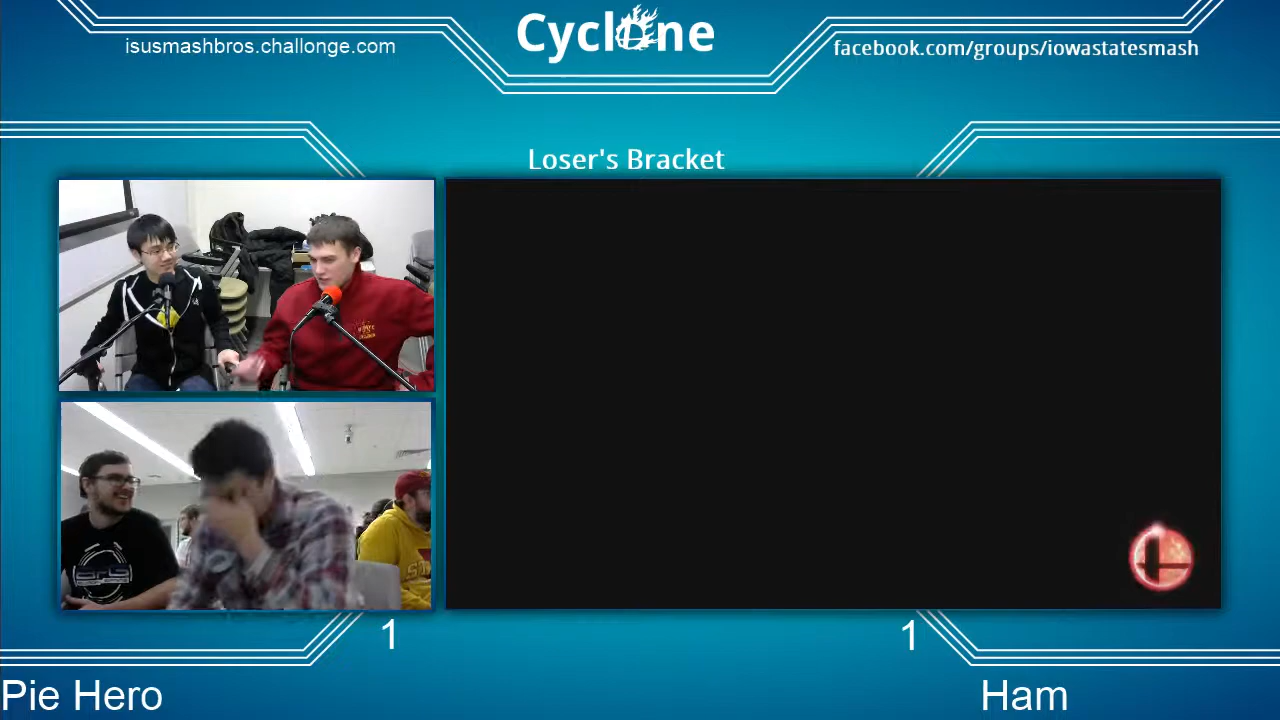 isusmashbros.challonge.com
Cyclone
facebook.com/groups/iowastatesmash
Loser's Bracket
1
1
Pie Hero
Ham